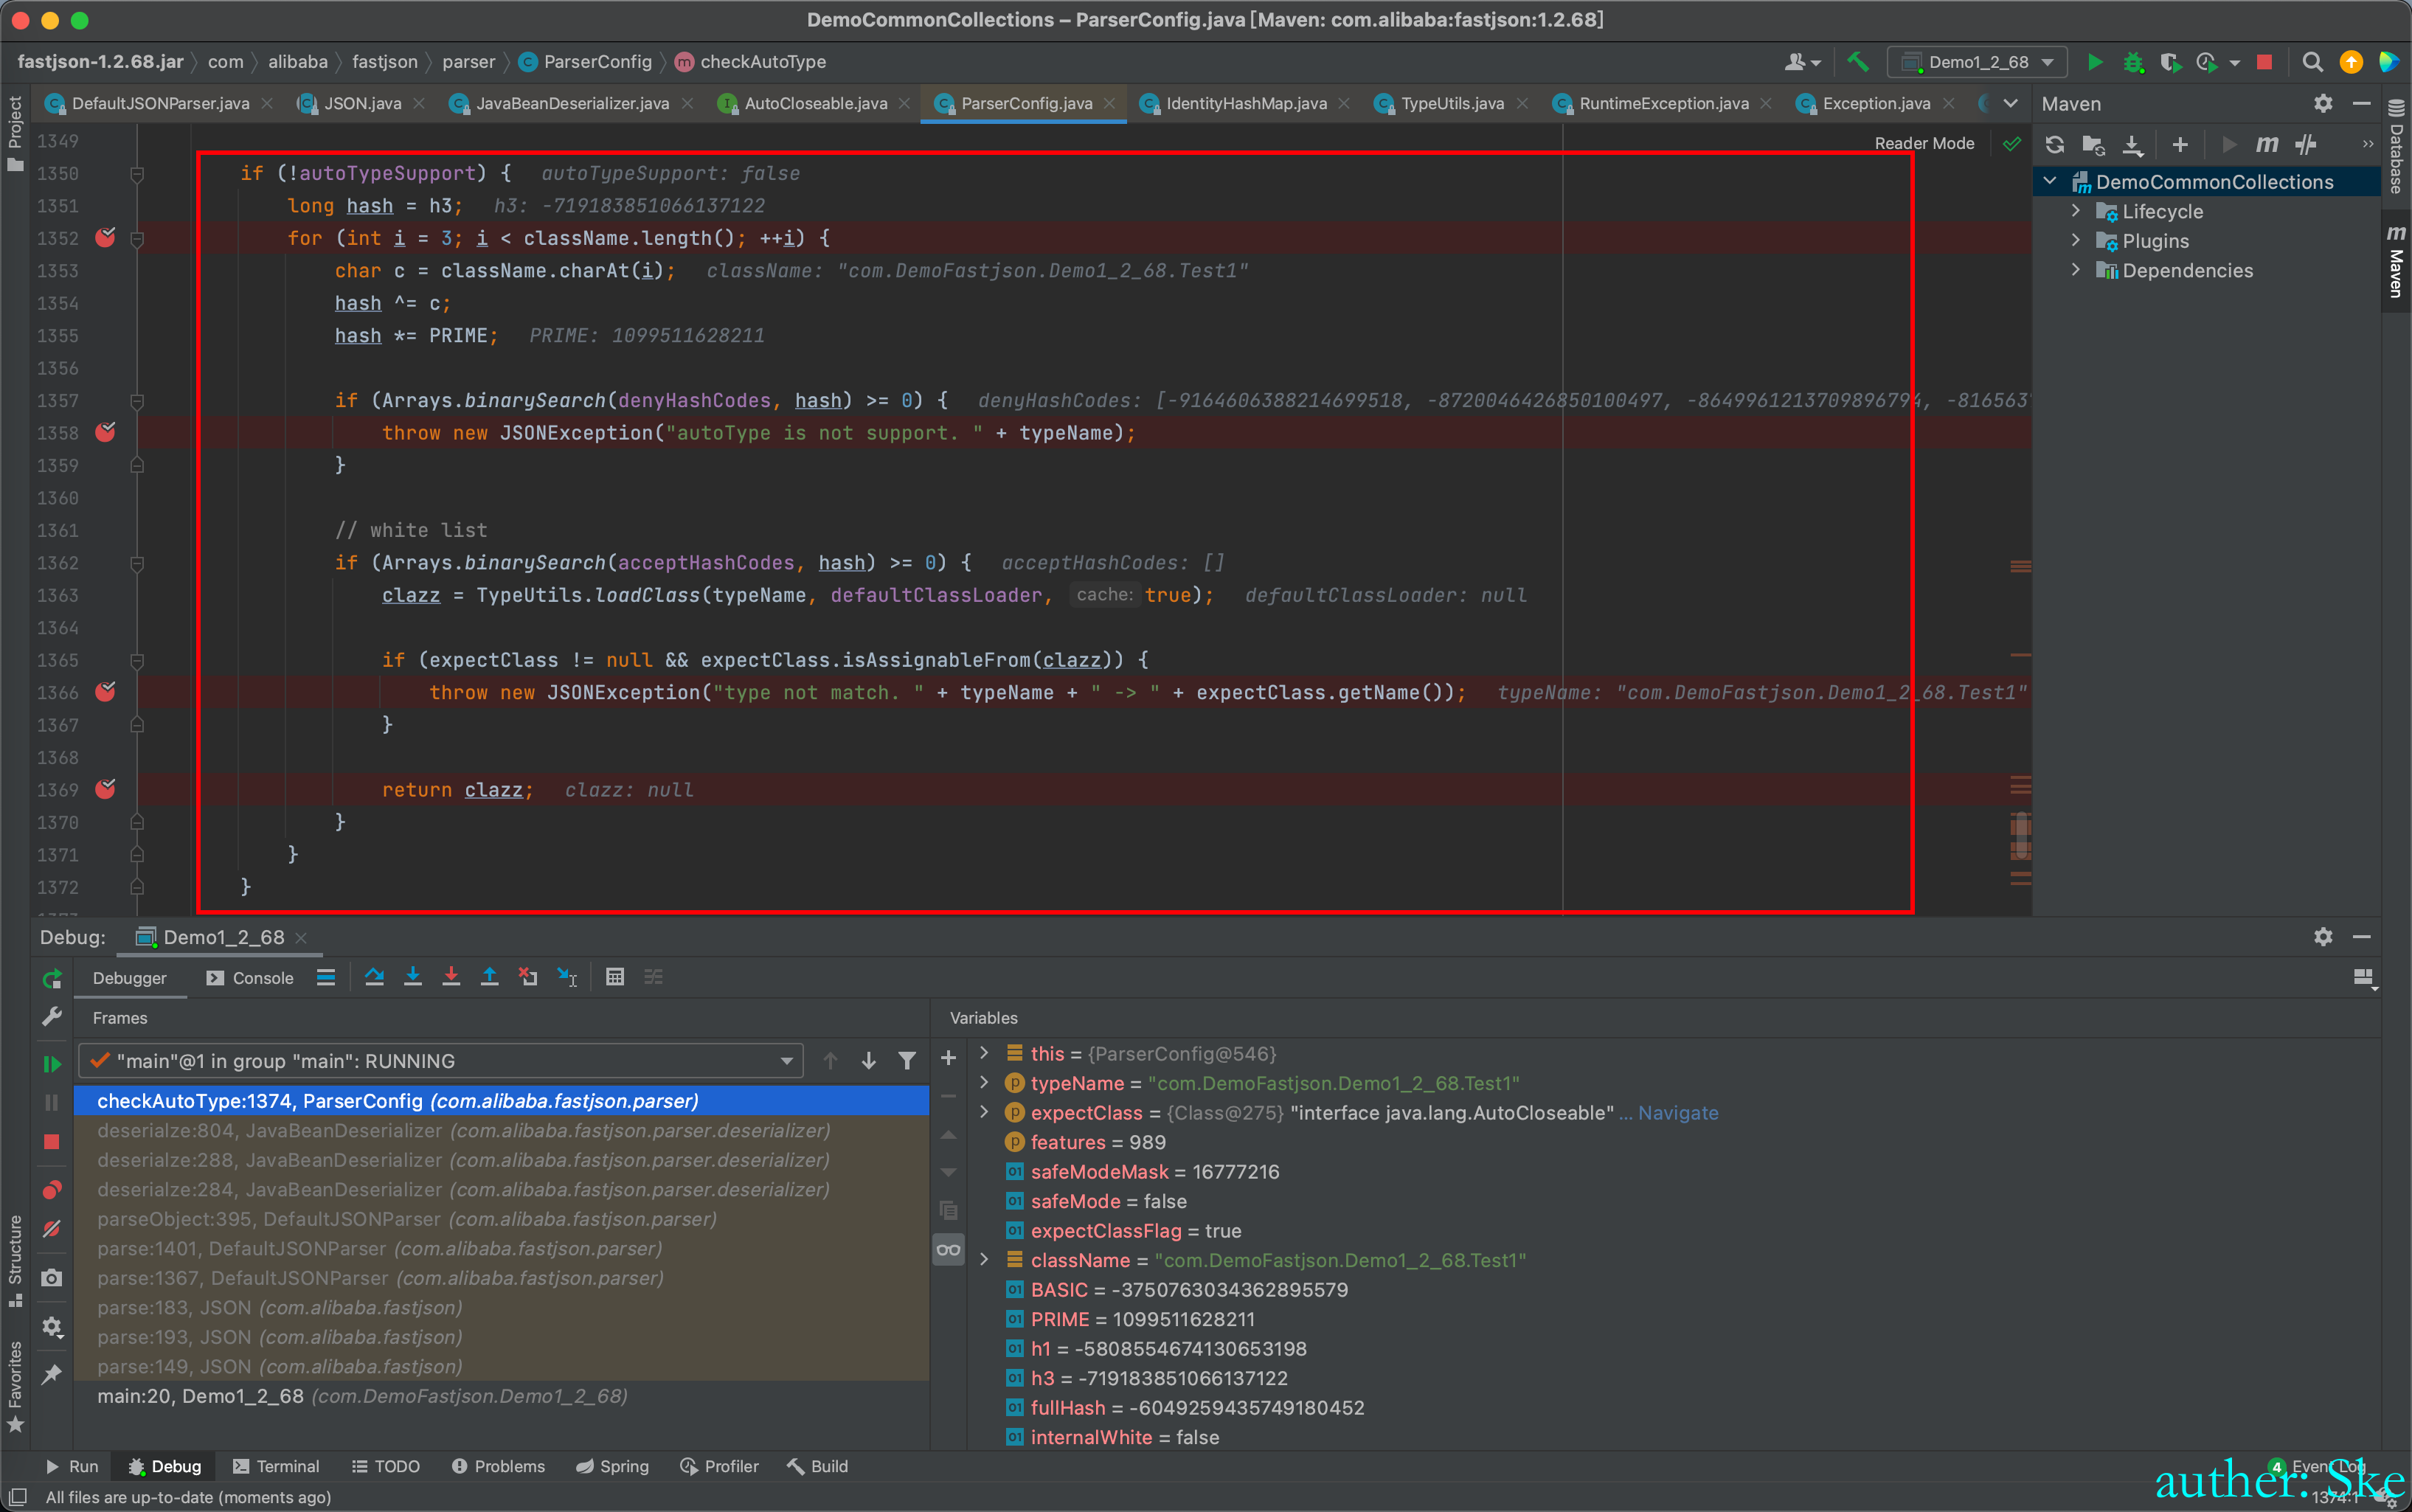 DemoCommonCollections – ParserConfig.java [Maven: com.alibaba:fastjson:1.2.68]
fastjson-1.2.68.jar com alibaba fastjson parser ParserConfig checkAutoType Demo1_2_68
DefaultJSONParser.java JSON.java JavaBeanDeserializer.java AutoCloseable.java ParserConfig.java IdentityHashMap.java TypeUtils.java RuntimeException.java Exception.java Maven
Project
Database
Maven
Structure
Favorites
Reader Mode
DemoCommonCollections
Lifecycle
Plugins
Dependencies
1349
1350 if (!autoTypeSupport) { autoTypeSupport: false
1351 long hash = h3; h3: -719183851066137122
1352 for (int i = 3; i < className.length(); ++i) {
1353 char c = className.charAt(i); className: "com.DemoFastjson.Demo1_2_68.Test1"
1354 hash ^= c;
1355 hash *= PRIME; PRIME: 1099511628211
1356
1357 if (Arrays.binarySearch(denyHashCodes, hash) >= 0) { denyHashCodes: [-9164606388214699518, -8720046426850100497, -8649961213709896794, -816563
1358 throw new JSONException("autoType is not support. " + typeName);
1359 }
1360
1361 // white list
1362 if (Arrays.binarySearch(acceptHashCodes, hash) >= 0) { acceptHashCodes: []
1363 clazz = TypeUtils.loadClass(typeName, defaultClassLoader, cache: true); defaultClassLoader: null
1364
1365 if (expectClass != null && expectClass.isAssignableFrom(clazz)) {
1366 throw new JSONException("type not match. " + typeName + " -> " + expectClass.getName()); typeName: "com.DemoFastjson.Demo1_2_68.Test1"
1367 }
1368
1369 return clazz; clazz: null
1370 }
1371 }
1372 }
Debug: Demo1_2_68
Debugger Console
Frames
"main"@1 in group "main": RUNNING
checkAutoType:1374, ParserConfig (com.alibaba.fastjson.parser)
deserialze:804, JavaBeanDeserializer (com.alibaba.fastjson.parser.deserializer)
deserialze:288, JavaBeanDeserializer (com.alibaba.fastjson.parser.deserializer)
deserialze:284, JavaBeanDeserializer (com.alibaba.fastjson.parser.deserializer)
parseObject:395, DefaultJSONParser (com.alibaba.fastjson.parser)
parse:1401, DefaultJSONParser (com.alibaba.fastjson.parser)
parse:1367, DefaultJSONParser (com.alibaba.fastjson.parser)
parse:183, JSON (com.alibaba.fastjson)
parse:193, JSON (com.alibaba.fastjson)
parse:149, JSON (com.alibaba.fastjson)
main:20, Demo1_2_68 (com.DemoFastjson.Demo1_2_68)
Variables
this = {ParserConfig@546}
typeName = "com.DemoFastjson.Demo1_2_68.Test1"
expectClass = {Class@275} "interface java.lang.AutoCloseable" ... Navigate
features = 989
safeModeMask = 16777216
safeMode = false
expectClassFlag = true
className = "com.DemoFastjson.Demo1_2_68.Test1"
BASIC = -3750763034362895579
PRIME = 1099511628211
h1 = -5808554674130653198
h3 = -719183851066137122
fullHash = -6049259435749180452
internalWhite = false
Run Debug Terminal TODO Problems Spring Profiler Build 4 Event Log
All files are up-to-date (moments ago) 1374:1
auther: Ske